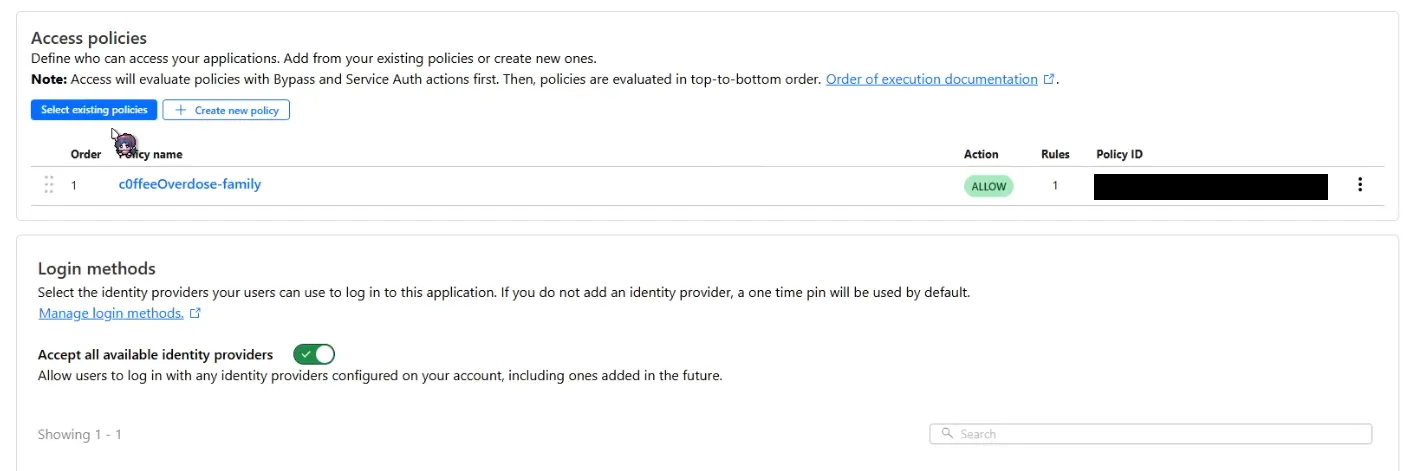 Access policies
Define who can access your applications. Add from your existing policies or create new ones.
Note: Access will evaluate policies with Bypass and Service Auth actions first. Then, policies are evaluated in top-to-bottom order. Order of execution documentation .
Select existing policies + Create new policy
Order Policy name Action Rules Policy ID
1 c0ffeeOverdose-family ALLOW 1
Login methods
Select the identity providers your users can use to log in to this application. If you do not add an identity provider, a one time pin will be used by default.
Manage login methods.
Accept all available identity providers
Allow users to log in with any identity providers configured on your account, including ones added in the future.
Showing 1 - 1 Search